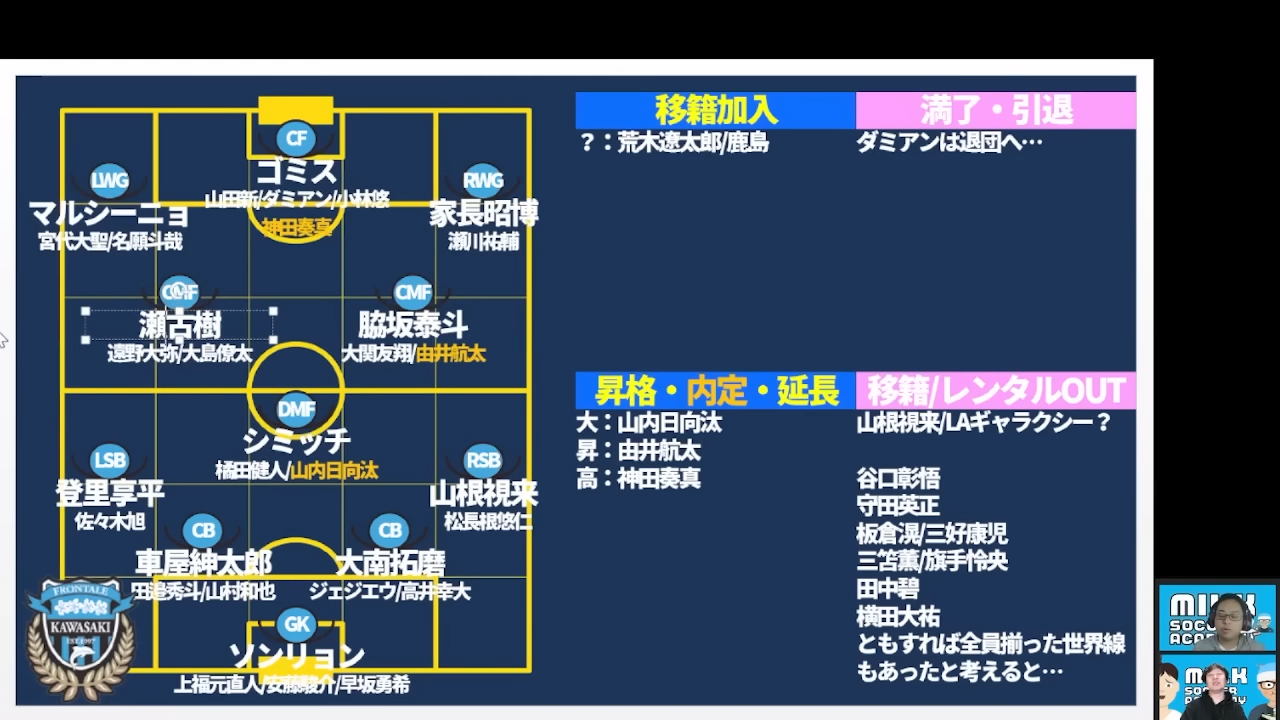 CF
ゴミス
山田新/ダミアン/小林悠
神田奏真
LWG
マルシーニョ
宮代大聖/名願斗哉
RWG
家長昭博
瀬川祐輔
瀬古樹
遠野大弥/大島僚太
CMF
脇坂泰斗
大関友翔/由井航太
DMF
シミッチ
橘田健人/山内日向汰
LSB
登里享平
佐々木旭
RSB
山根視来
松長根悠仁
CB
車屋紳太郎
田邉秀斗/山村和也
CB
大南拓磨
ジェジエウ/高井幸大
GK
ソンリョン
上福元直人/安藤駿介/早坂勇希
FRONTALE
KAWASAKI
移籍加入
？：荒木遼太郎/鹿島
満了・引退
ダミアンは退団へ…
昇格・内定・延長
大：山内日向汰
昇：由井航太
高：神田奏真
移籍/レンタルOUT
山根視来/LAギャラクシー？
谷口彰悟
守田英正
板倉滉/三好康児
三笘薫/旗手怜央
田中碧
横田大祐
ともすれば全員揃った世界線
もあったと考えると…